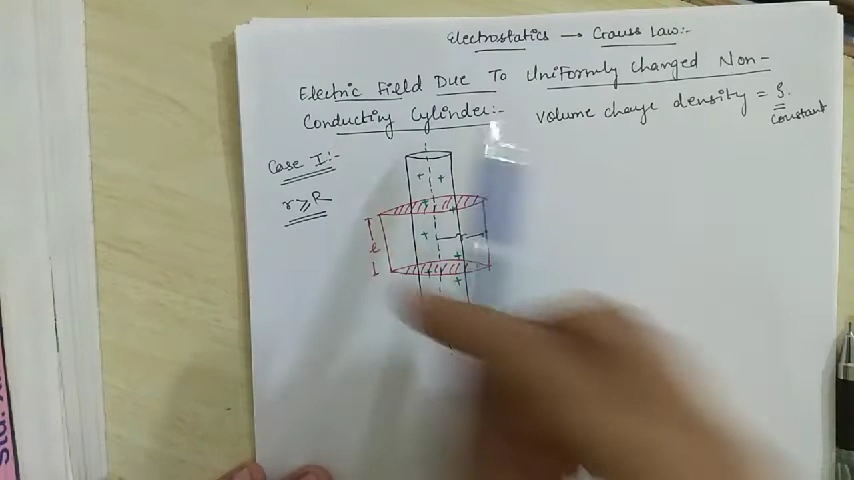 Electrostatics → Gauss Law:-
Electric Field Due To Uniformly Charged Non-
Conducting Cylinder:-
volume charge density = ρ.
constant
Case I:-
r⩾R
l